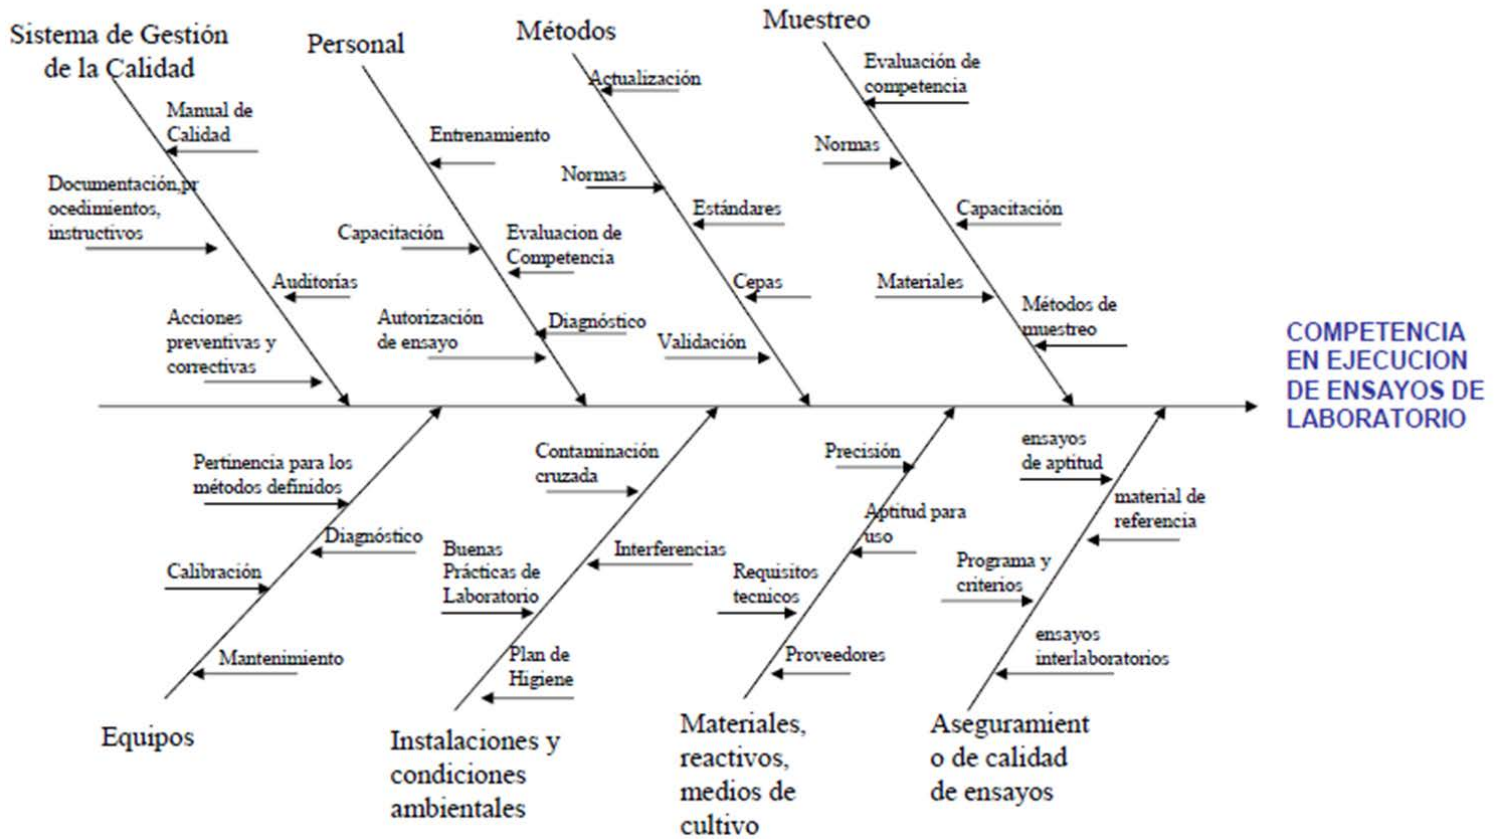 Sistema de Gestión
de la Calidad
Manual de
Calidad
Documentación,pr
ocedimientos,
instructivos
Auditorías
Acciones
preventivas y
correctivas
Personal
Entrenamiento
Capacitación
Evaluacion de
Competencia
Autorización
de ensayo
Diagnóstico
Métodos
Actualización
Normas
Estándares
Cepas
Validación
Muestreo
Evaluación de
competencia
Normas
Capacitación
Materiales
Métodos de
muestreo
COMPETENCIA
EN EJECUCION
DE ENSAYOS DE
LABORATORIO
Pertinencia para los
métodos definidos
Diagnóstico
Calibración
Mantenimiento
Equipos
Contaminación
cruzada
Interferencias
Buenas
Prácticas de
Laboratorio
Plan de
Higiene
Instalaciones y
condiciones
ambientales
Precisión
Aptitud para
uso
Requisitos
tecnicos
Proveedores
Materiales,
reactivos,
medios de
cultivo
ensayos
de aptitud
material de
referencia
Programa y
criterios
ensayos
interlaboratorios
Aseguramient
o de calidad
de ensayos